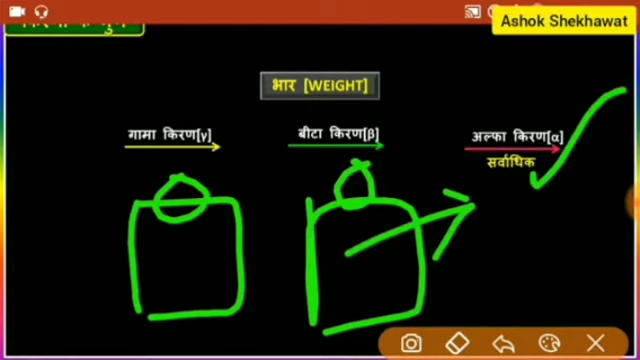 Ashok Shekhawat
भार [WEIGHT]
गामा किरण[γ]
बीटा किरण[β]
अल्फा किरण[α]
सर्वाधिक